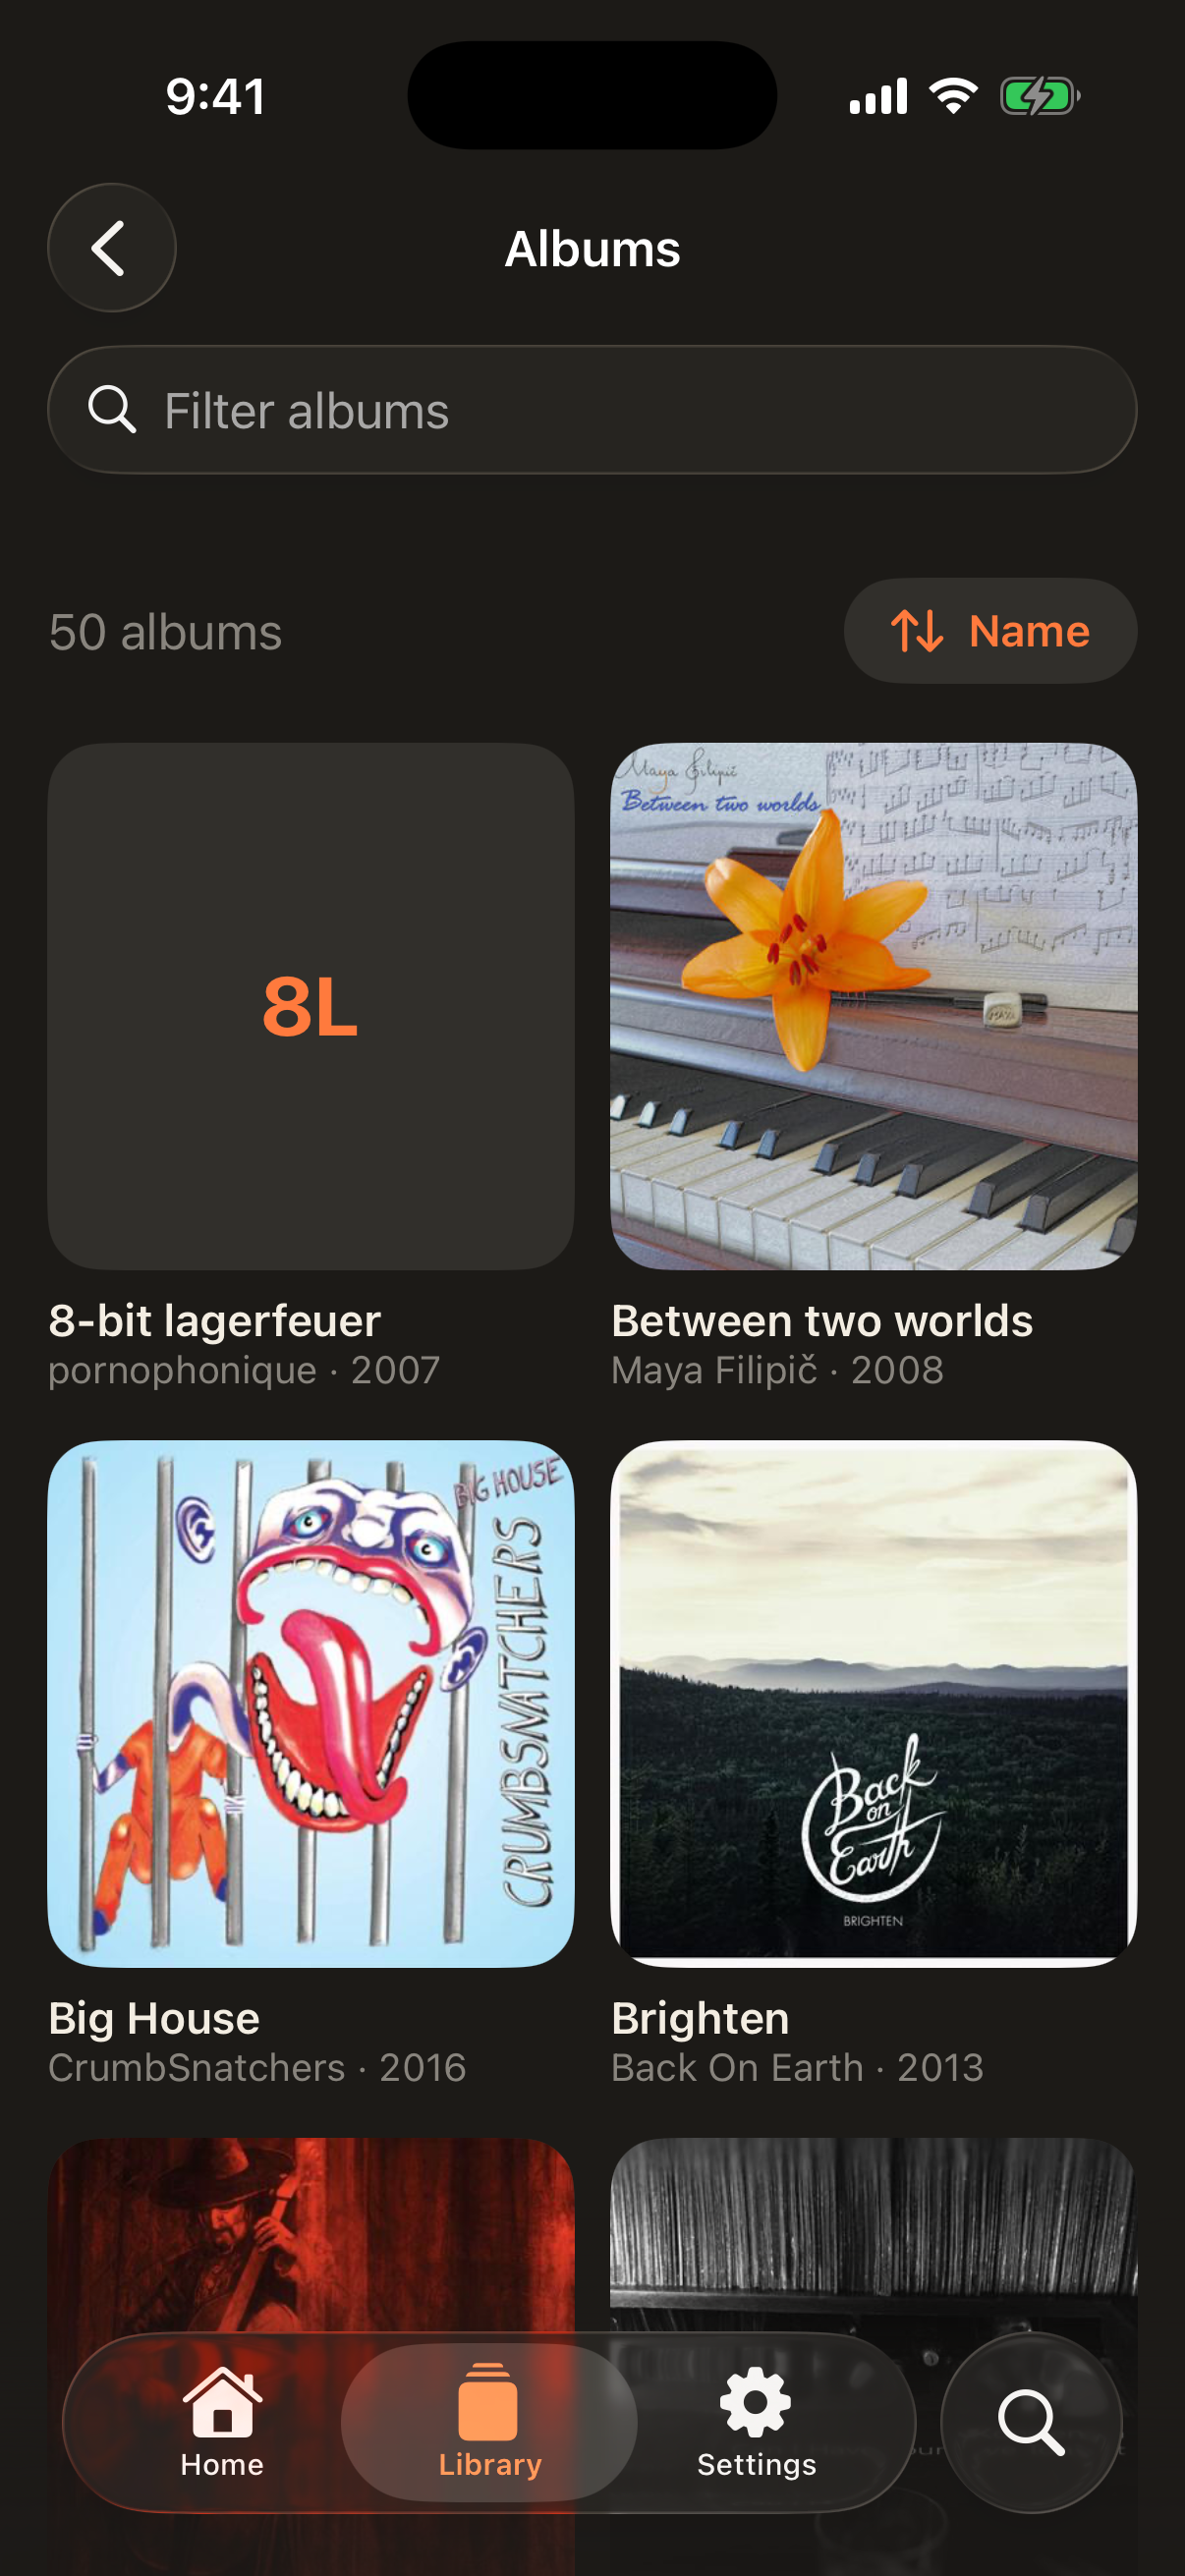 9:41
Albums
Filter albums
50 albums
Name
8L
Maya Filipič
Between two worlds
MAYA
8-bit lagerfeuer
pornophonique · 2007
Between two worlds
Maya Filipič · 2008
BIG HOUSE
CRUMBSNATCHERS
Back
on
Earth
BRIGHTEN
Big House
CrumbSnatchers · 2016
Brighten
Back On Earth · 2013
Home
Library
Settings